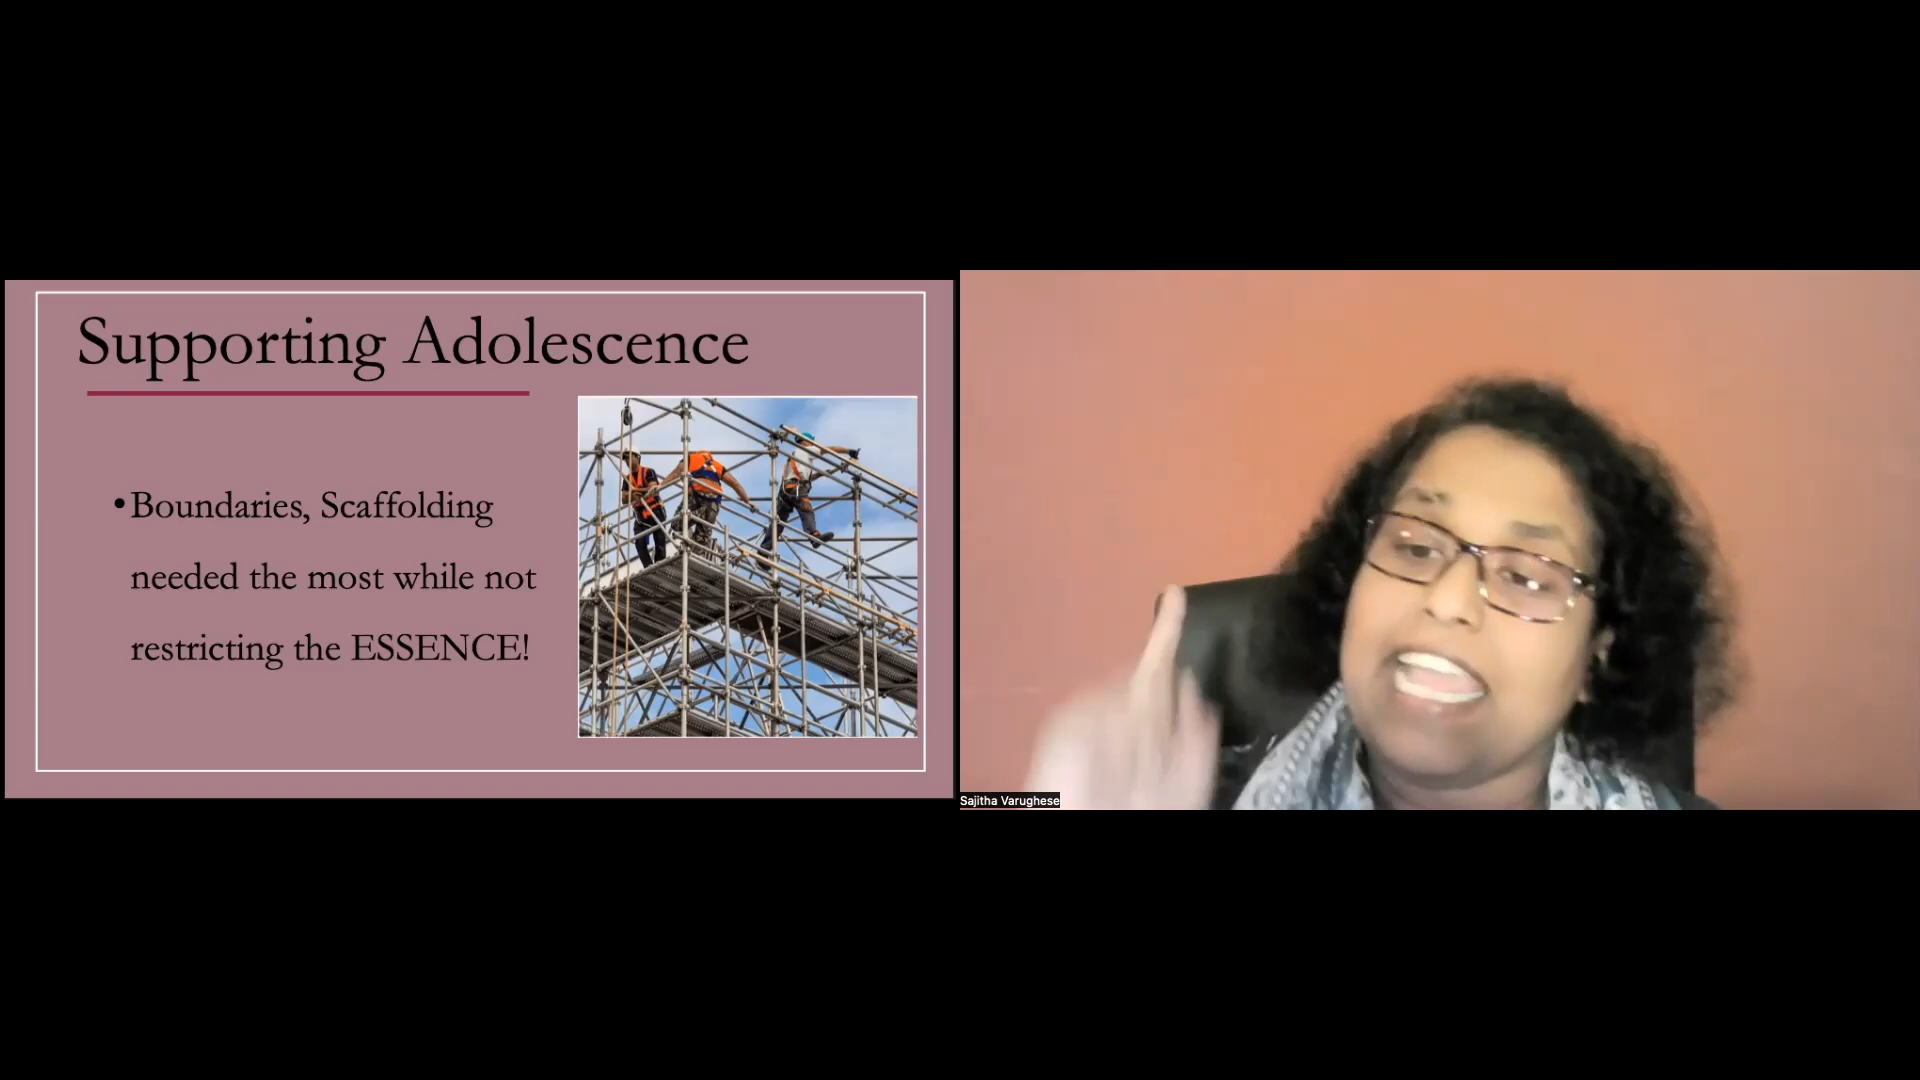 Supporting Adolescence
•Boundaries, Scaffolding
needed the most while not
restricting the ESSENCE!
Sajitha Varughese